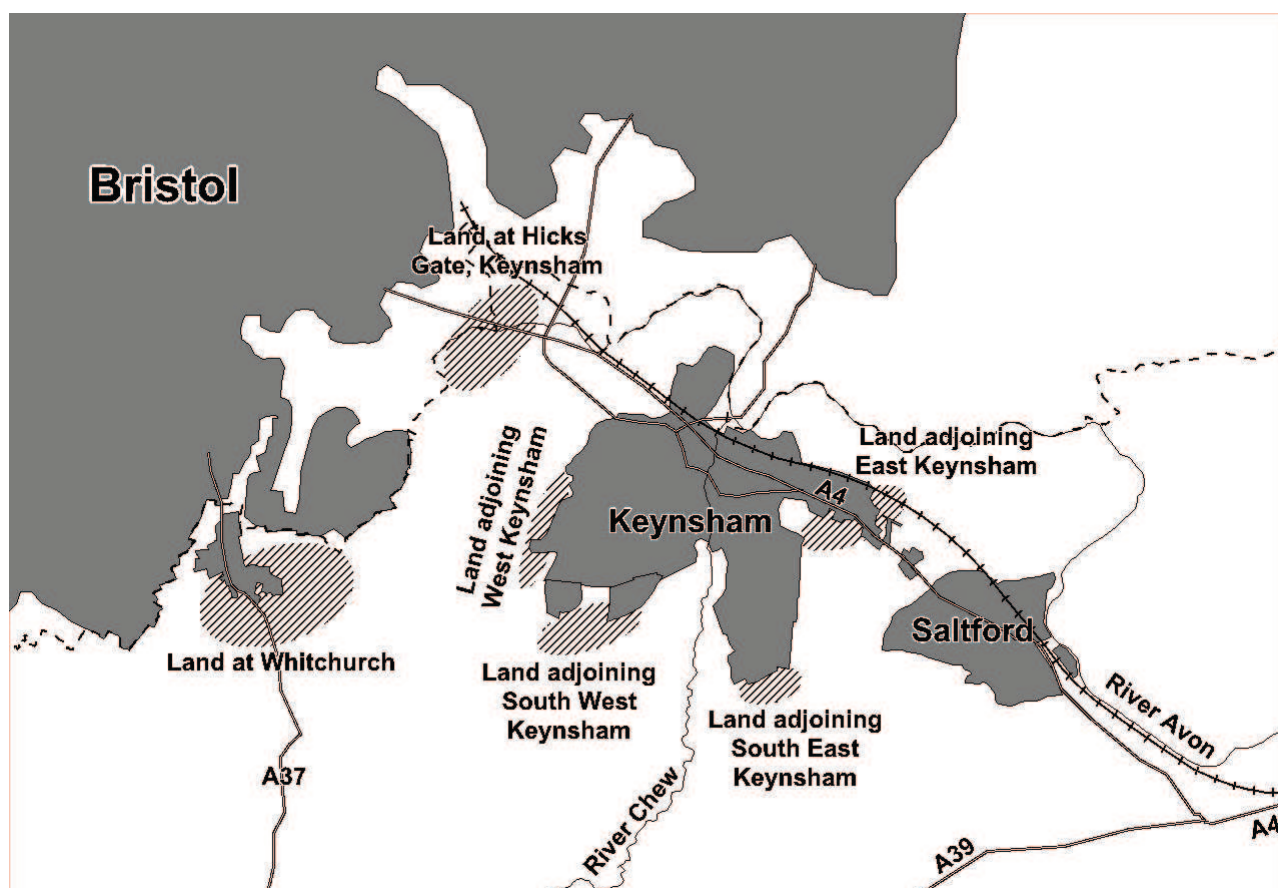 Bristol
Land at Hicks
Gate, Keynsham
Land adjoining
East Keynsham
Land adjoining
West Keynsham
A4
Keynsham
Saltford
Land at Whitchurch
Land adjoining
South West
Keynsham
Land adjoining
South East
Keynsham
River Avon
A37
River Chew
A39
A4